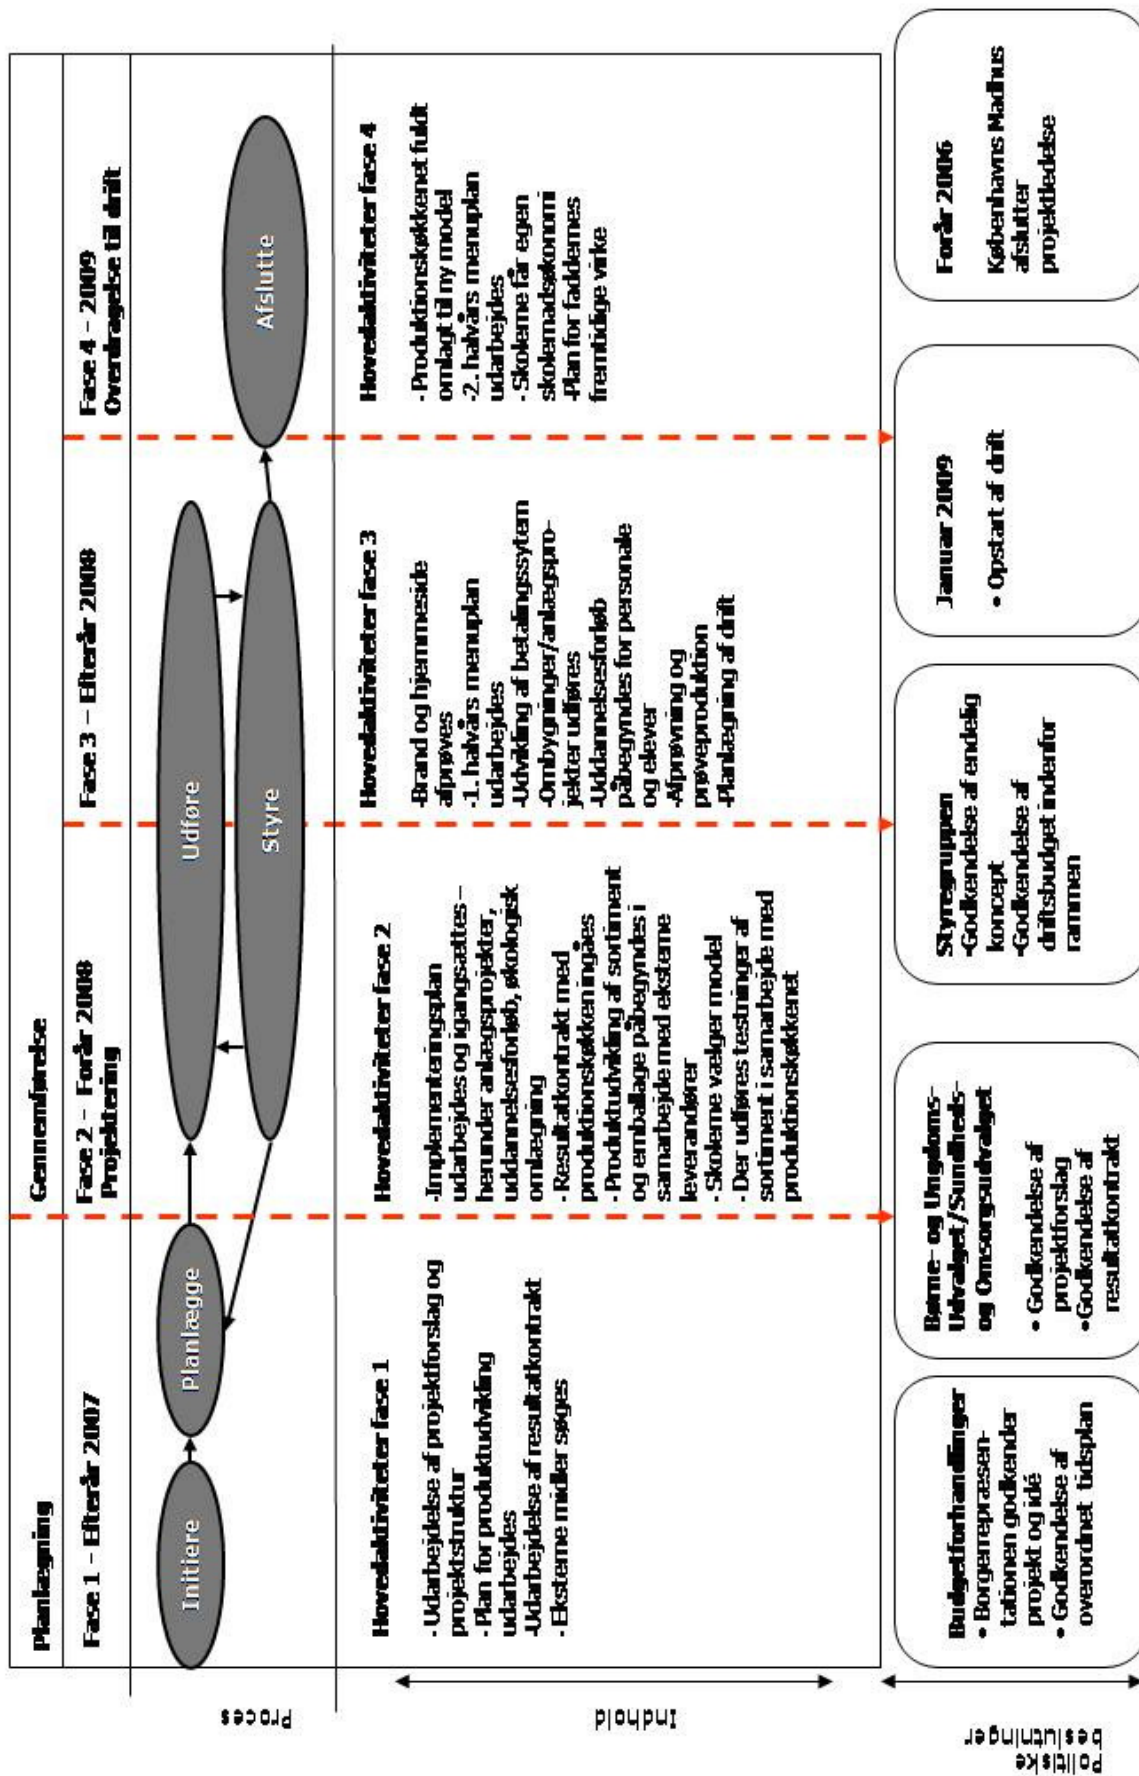 Planlægning
Gennemførelse
Fase 1 – Efterår 2007
Fase 2 – Forår 2008
Projektering
Fase 3 – Efterår 2008
Fase 4 – 2009
Overdragelse til drift
Proces
Initiere
Planlægge
Udføre
Styre
Afslutte
Indhold
Hovedaktiviteter fase 1
- Udarbejdelse af projektforslag og
projektstruktur
- Plan for produktudvikling
udarbejdes
-Udarbejdelse af resultatkontrakt
- Eksterne midler søges
Hovedaktiviteter fase 2
-Implementeringsplan
udarbejdes og igangsættes –
herunder anlægsprojekter,
uddannelsesforløb, økologisk
omlægning
- Resultatkontrakt med
produktionskøkken ingåes
- Produktudvikling af sortiment
og emballage påbegyndes i
samarbejde med eksterne
leverandører
- Skolerne vælger model
- Der udføres testninger af
sortiment i samarbejde med
produktionskøkkenet
Hovedaktiviteter fase 3
-Brand og hjemmeside
afprøves
-1. halvårs menuplan
udarbejdes
-Udvikling af betalingssytem
-Ombygninger/anlægspro-
jekter udføres
-Uddannelsesforløb
påbegyndes for personale
og elever
-Afprøvning og
prøveproduktion
-Planlægning af drift
Hovedaktiviteter fase 4
- Produktionskøkkenet fuldt
omlagt til ny model
-2. halvårs menuplan
udarbejdes
- Skolerne får egen
skolemadsøkonomi
-Plan for faddernes
fremtidige virke
Politiske
beslutninger
Budgetforhandlinger
• Borgerrepræsen-
tationen godkender
projekt og idé
• Godkendelse af
overordnet tidsplan
Børne- og Ungdoms-
Udvalget/Sundheds-
og Omsorgsudvalget
• Godkendelse af
projektforslag
•Godkendelse af
resultatkontrakt
Styregruppen
-Godkendelse af endelig
koncept
-Godkendelse af
driftsbudget indenfor
rammen
Januar 2009
• Opstart af drift
Forår 2006
Københavns Madhus
afslutter
projektledelse